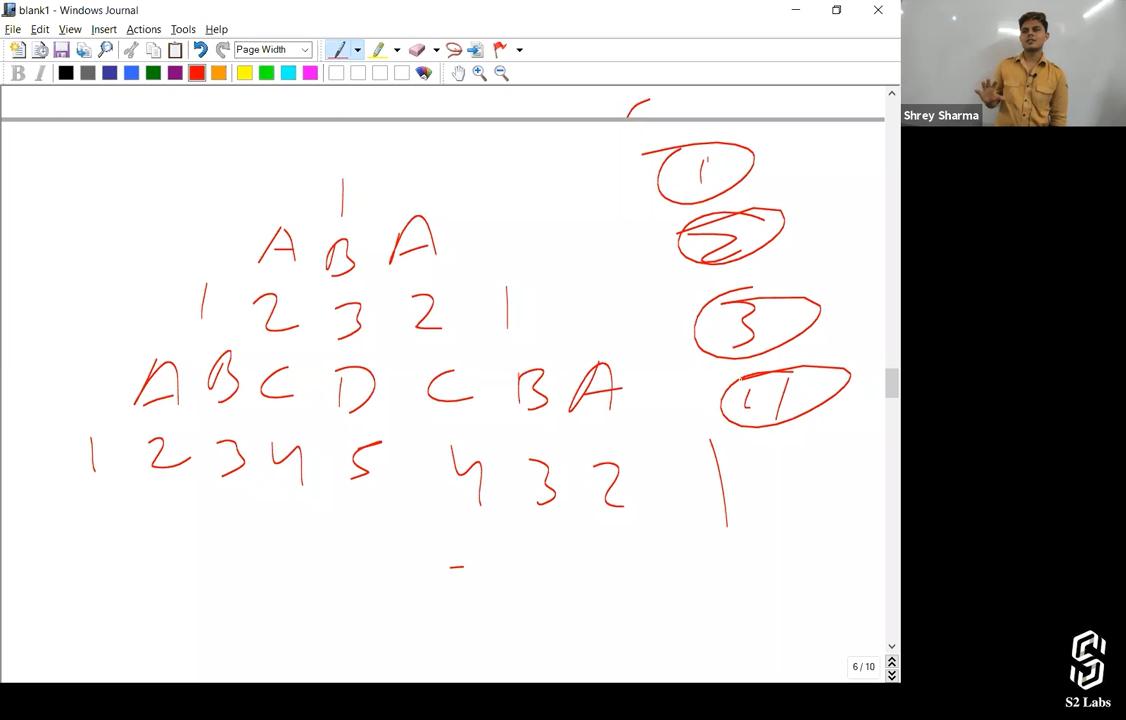 blank1 - Windows Journal
File Edit View Insert Actions Tools Help
Page Width
B I
Shrey Sharma
1
1
A B A
2
1 2 3 2 1
3
A B C D C B A
4
1 2 3 4 5 4 3 2 1
6 / 10
S2 Labs